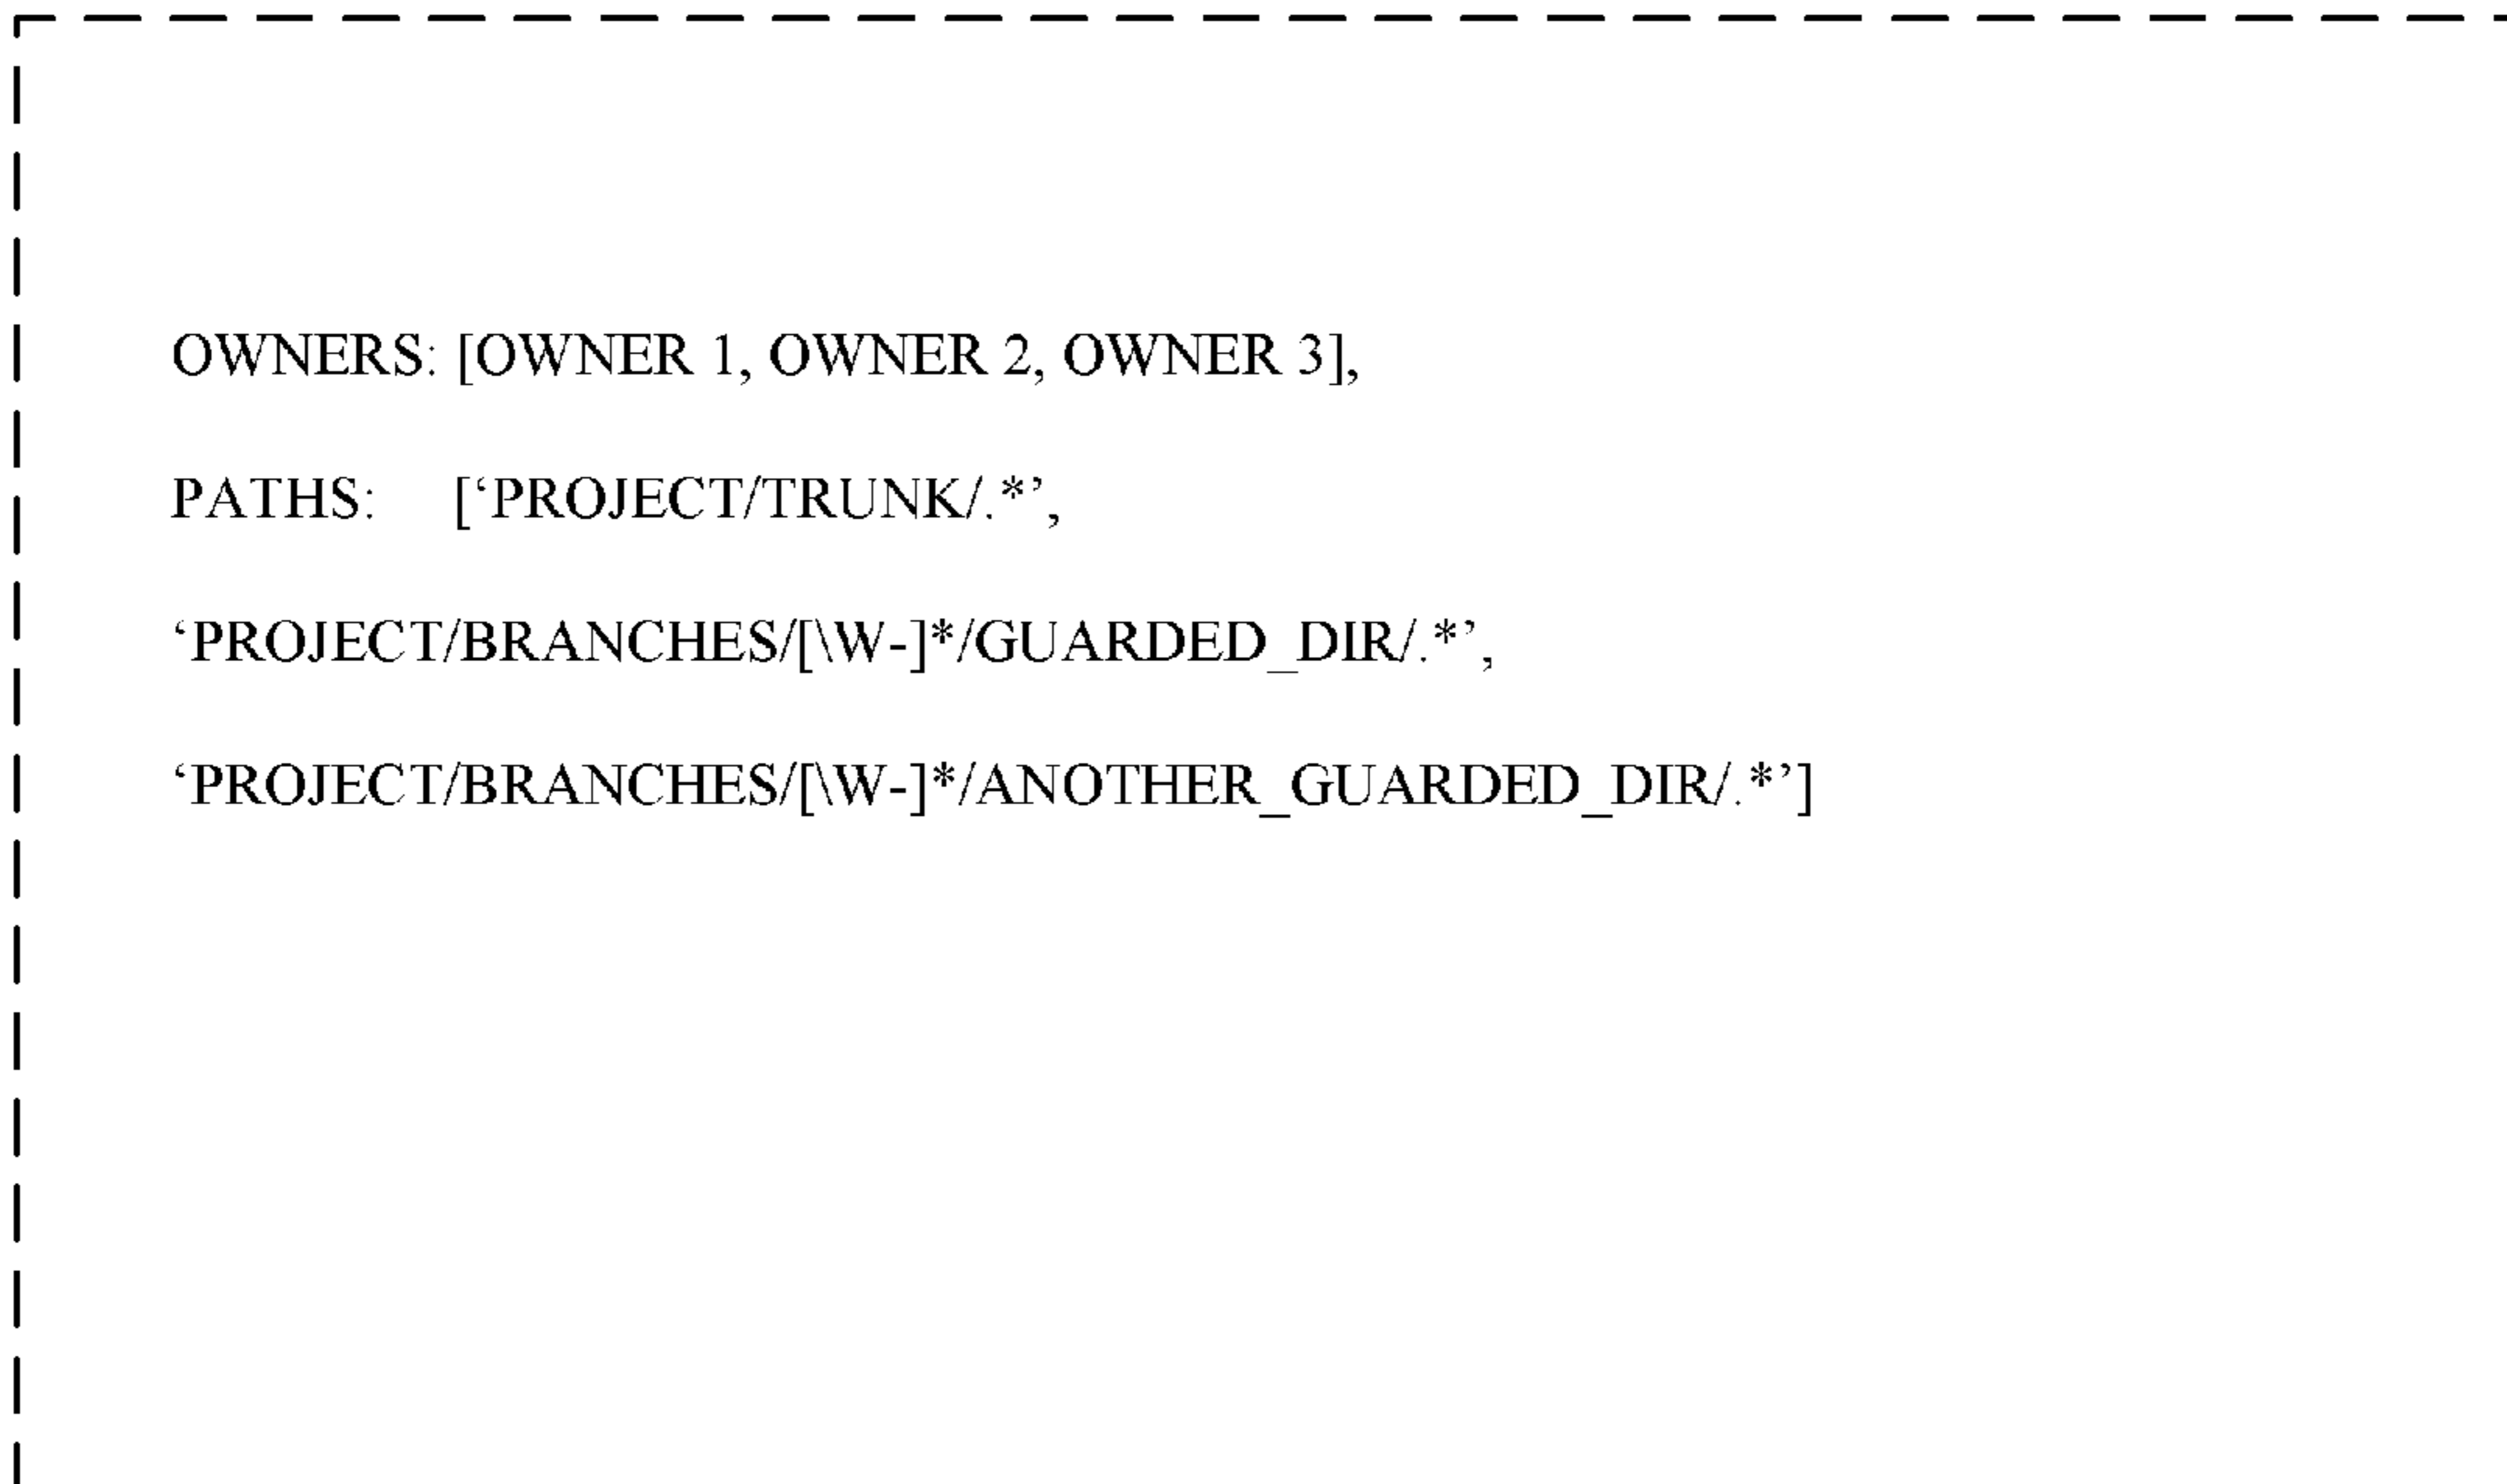 OWNERS: [OWNER 1, OWNER 2, OWNER 3],
PATHS: [‘PROJECT/TRUNK/.*’,
‘PROJECT/BRANCHES/[\W-]*/GUARDED_DIR/.*’,
‘PROJECT/BRANCHES/[\W-]*/ANOTHER_GUARDED_DIR/.*’]